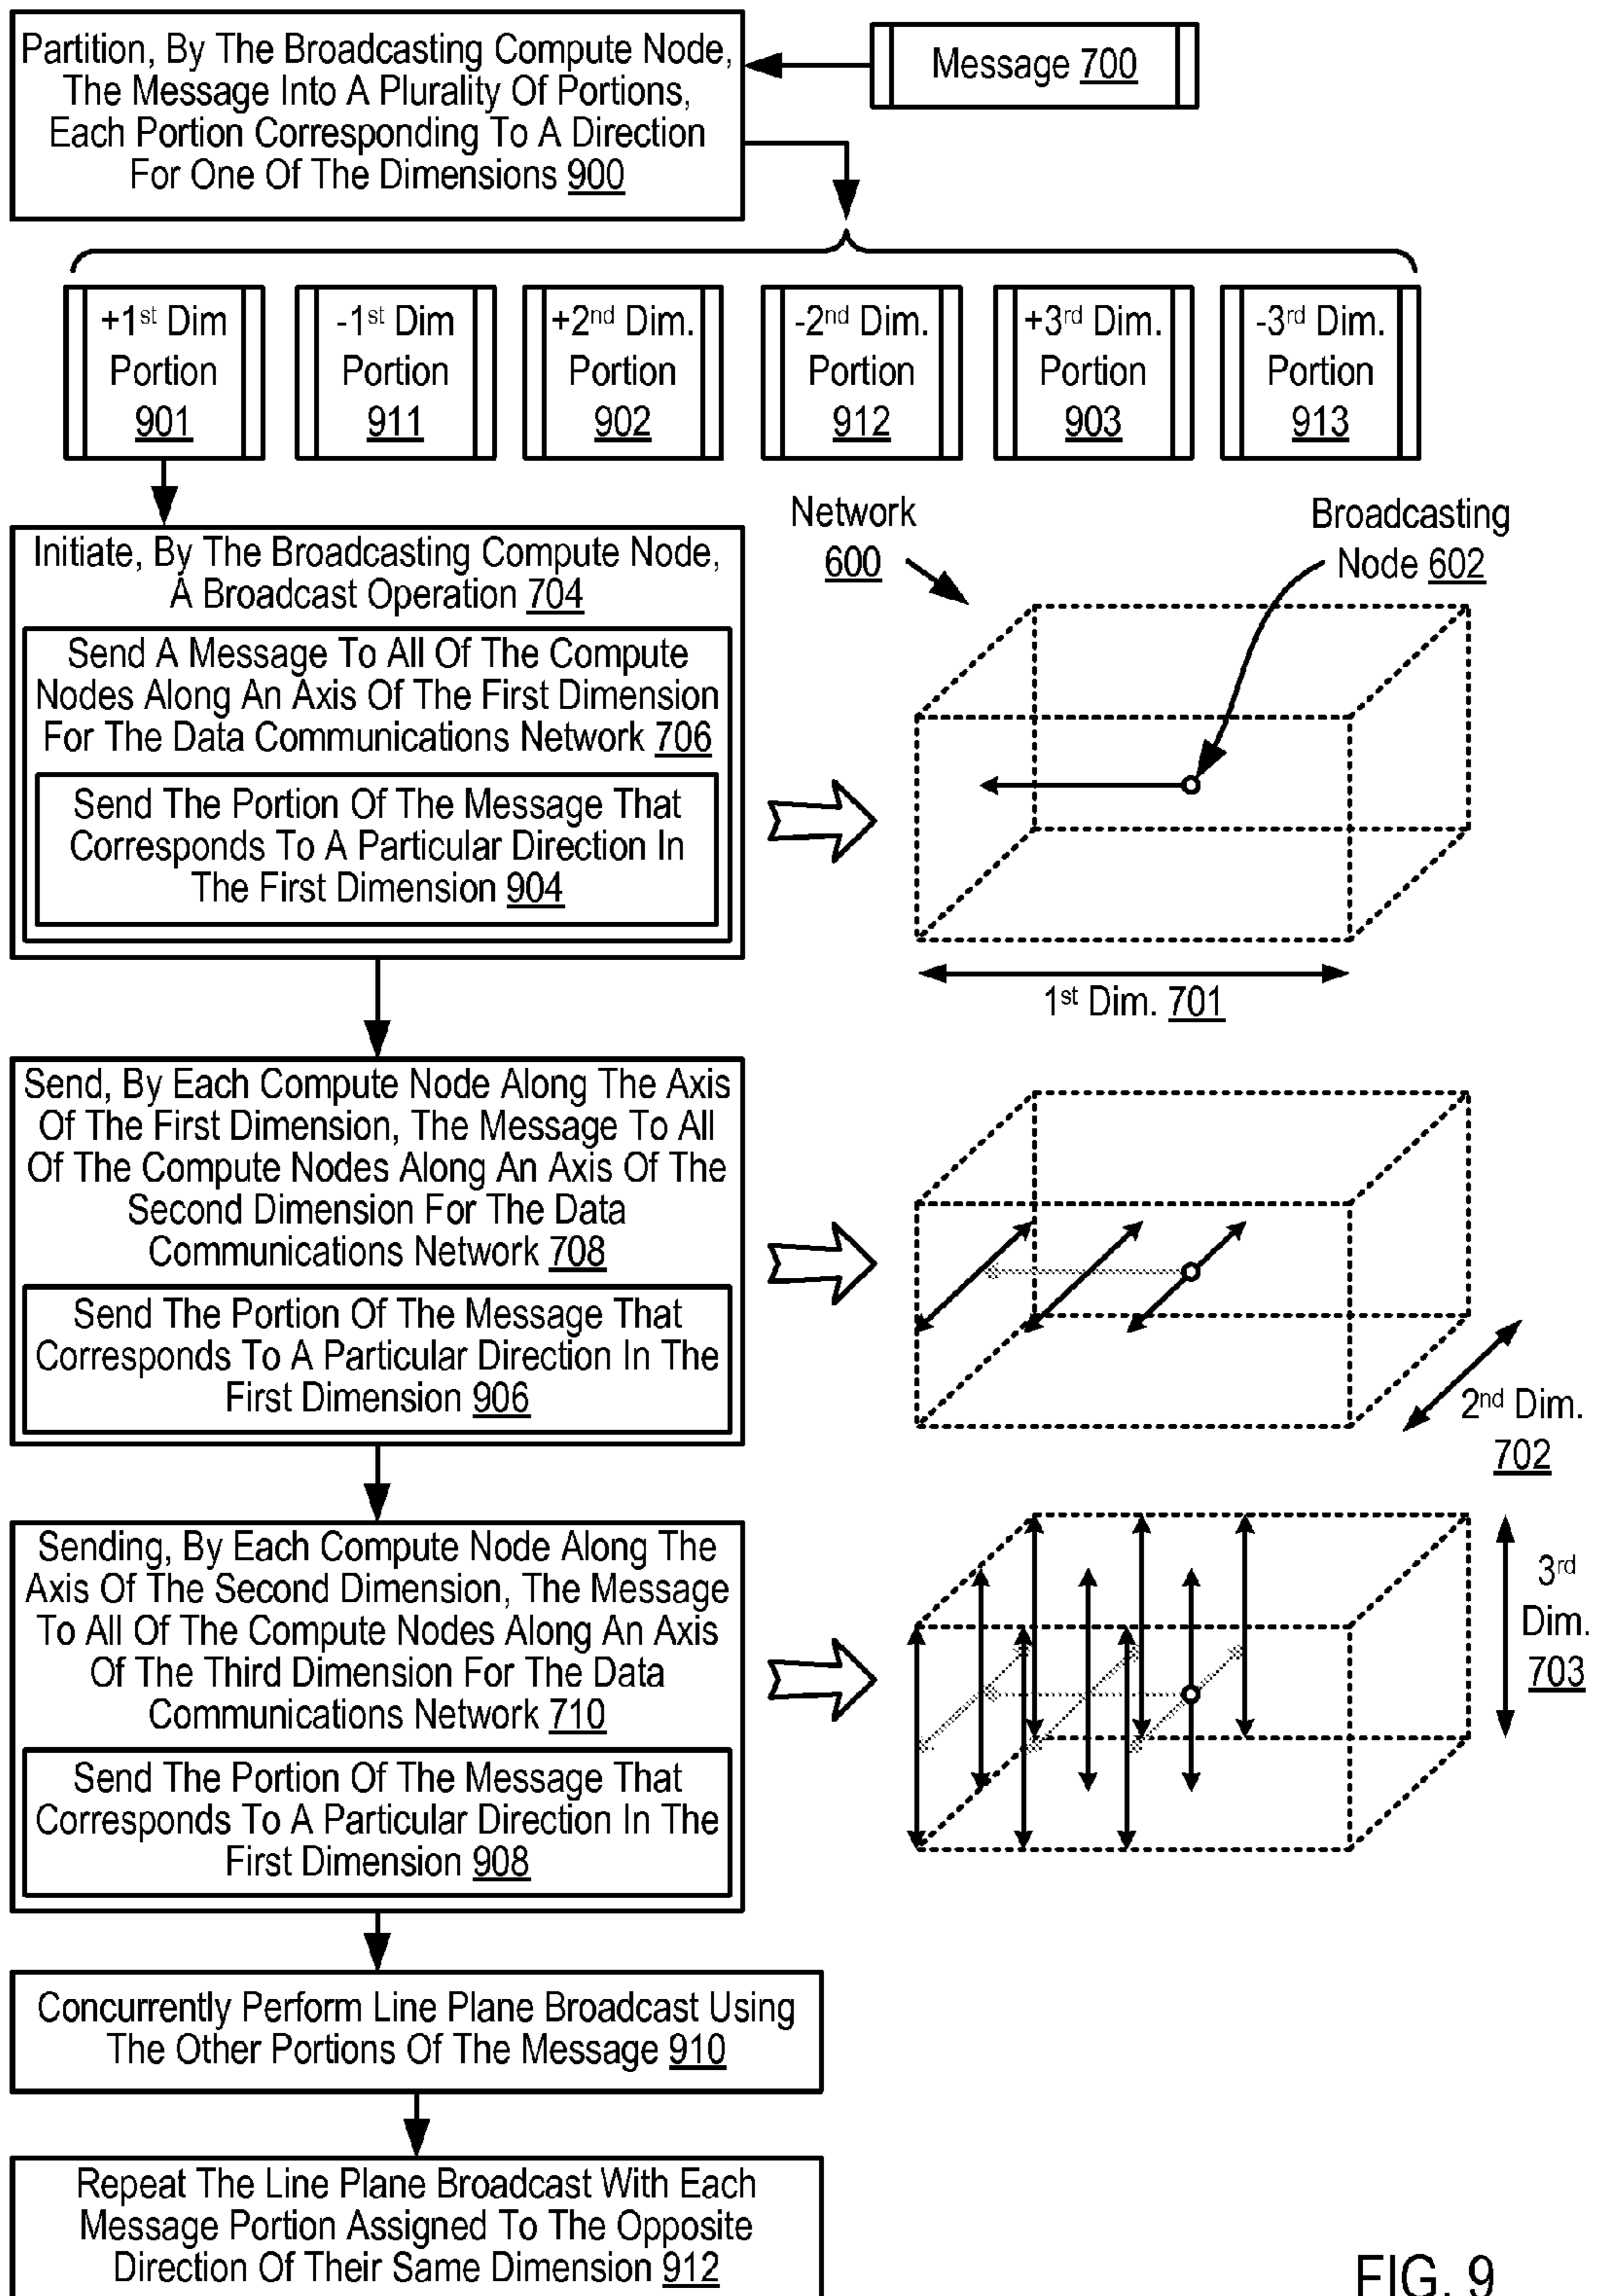 Partition, By The Broadcasting Compute Node,
The Message Into A Plurality Of Portions,
Each Portion Corresponding To A Direction
For One Of The Dimensions 900
Message 700
+1st Dim
Portion
901
-1st Dim
Portion
911
+2nd Dim.
Portion
902
-2nd Dim.
Portion
912
+3rd Dim.
Portion
903
-3rd Dim.
Portion
913
Initiate, By The Broadcasting Compute Node,
A Broadcast Operation 704
Send A Message To All Of The Compute
Nodes Along An Axis Of The First Dimension
For The Data Communications Network 706
Send The Portion Of The Message That
Corresponds To A Particular Direction In
The First Dimension 904
Network
600
Broadcasting
Node 602
1st Dim. 701
Send, By Each Compute Node Along The Axis
Of The First Dimension, The Message To All
Of The Compute Nodes Along An Axis Of The
Second Dimension For The Data
Communications Network 708
Send The Portion Of The Message That
Corresponds To A Particular Direction In The
First Dimension 906
2nd Dim.
702
Sending, By Each Compute Node Along The
Axis Of The Second Dimension, The Message
To All Of The Compute Nodes Along An Axis
Of The Third Dimension For The Data
Communications Network 710
Send The Portion Of The Message That
Corresponds To A Particular Direction In The
First Dimension 908
3rd
Dim.
703
Concurrently Perform Line Plane Broadcast Using
The Other Portions Of The Message 910
Repeat The Line Plane Broadcast With Each
Message Portion Assigned To The Opposite
Direction Of Their Same Dimension 912
FIG. 9